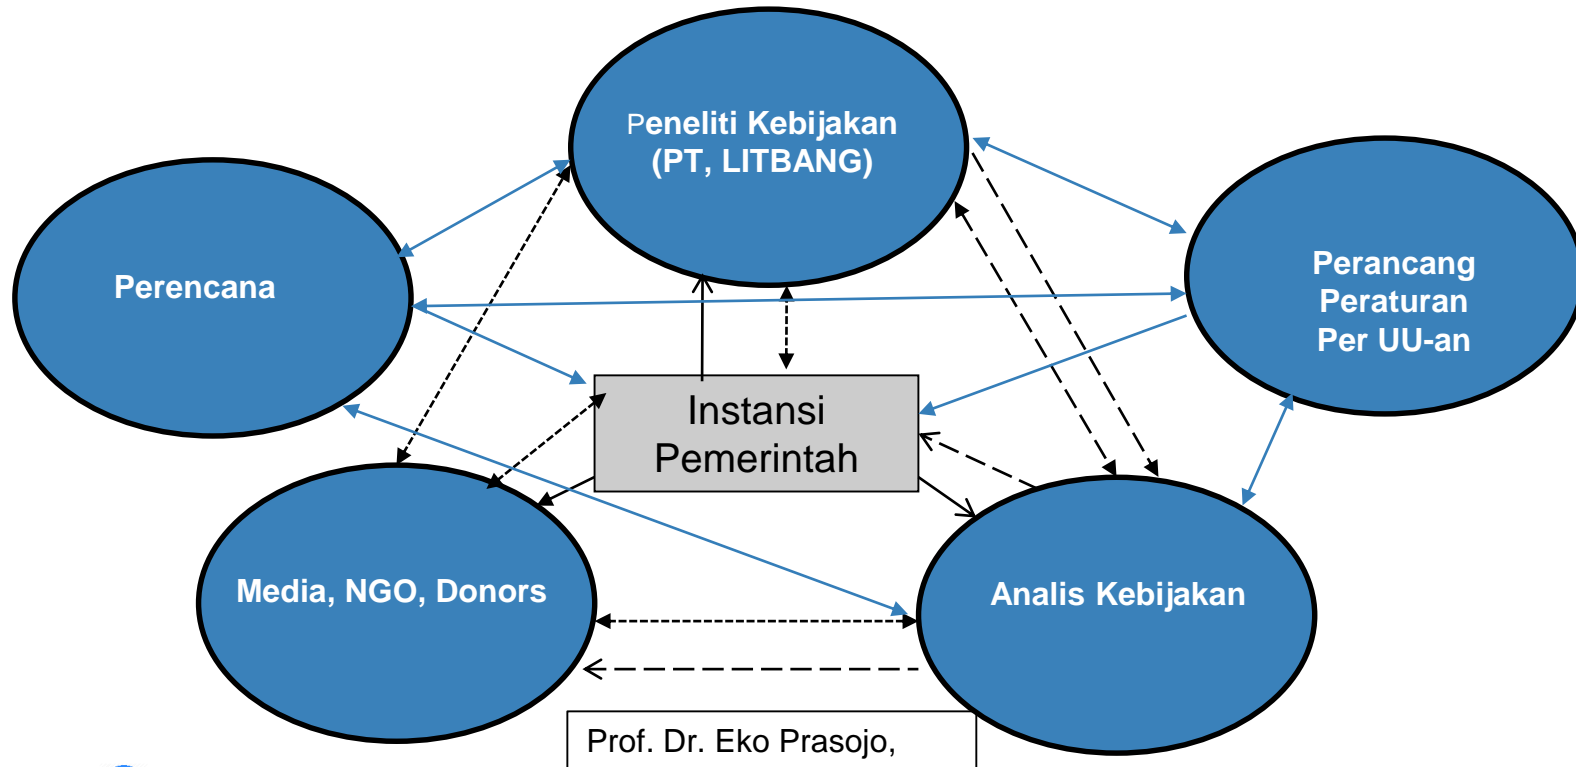 Peneliti Kebijakan
(PT, LITBANG)
Perencana
Perancang
Peraturan
Per UU-an
Instansi
Pemerintah
Media, NGO, Donors
Analis Kebijakan
Prof. Dr. Eko Prasojo,